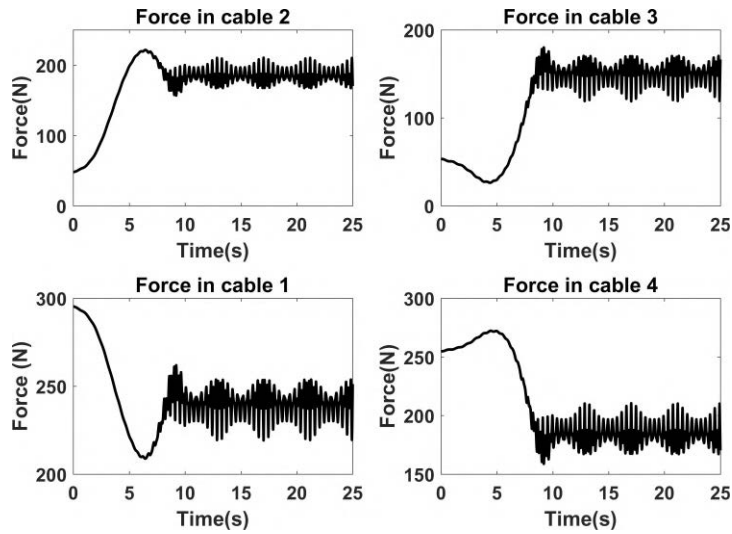 Force in cable 2
Force(N)
200
100
0
0 5 10 15 20 25
Time(s)
Force in cable 3
Force(N)
200
100
0
0 5 10 15 20 25
Time(s)
Force in cable 1
Force (N)
300
250
200
0 5 10 15 20 25
Time(s)
Force in cable 4
Force(N)
300
250
200
150
0 5 10 15 20 25
Time(s)